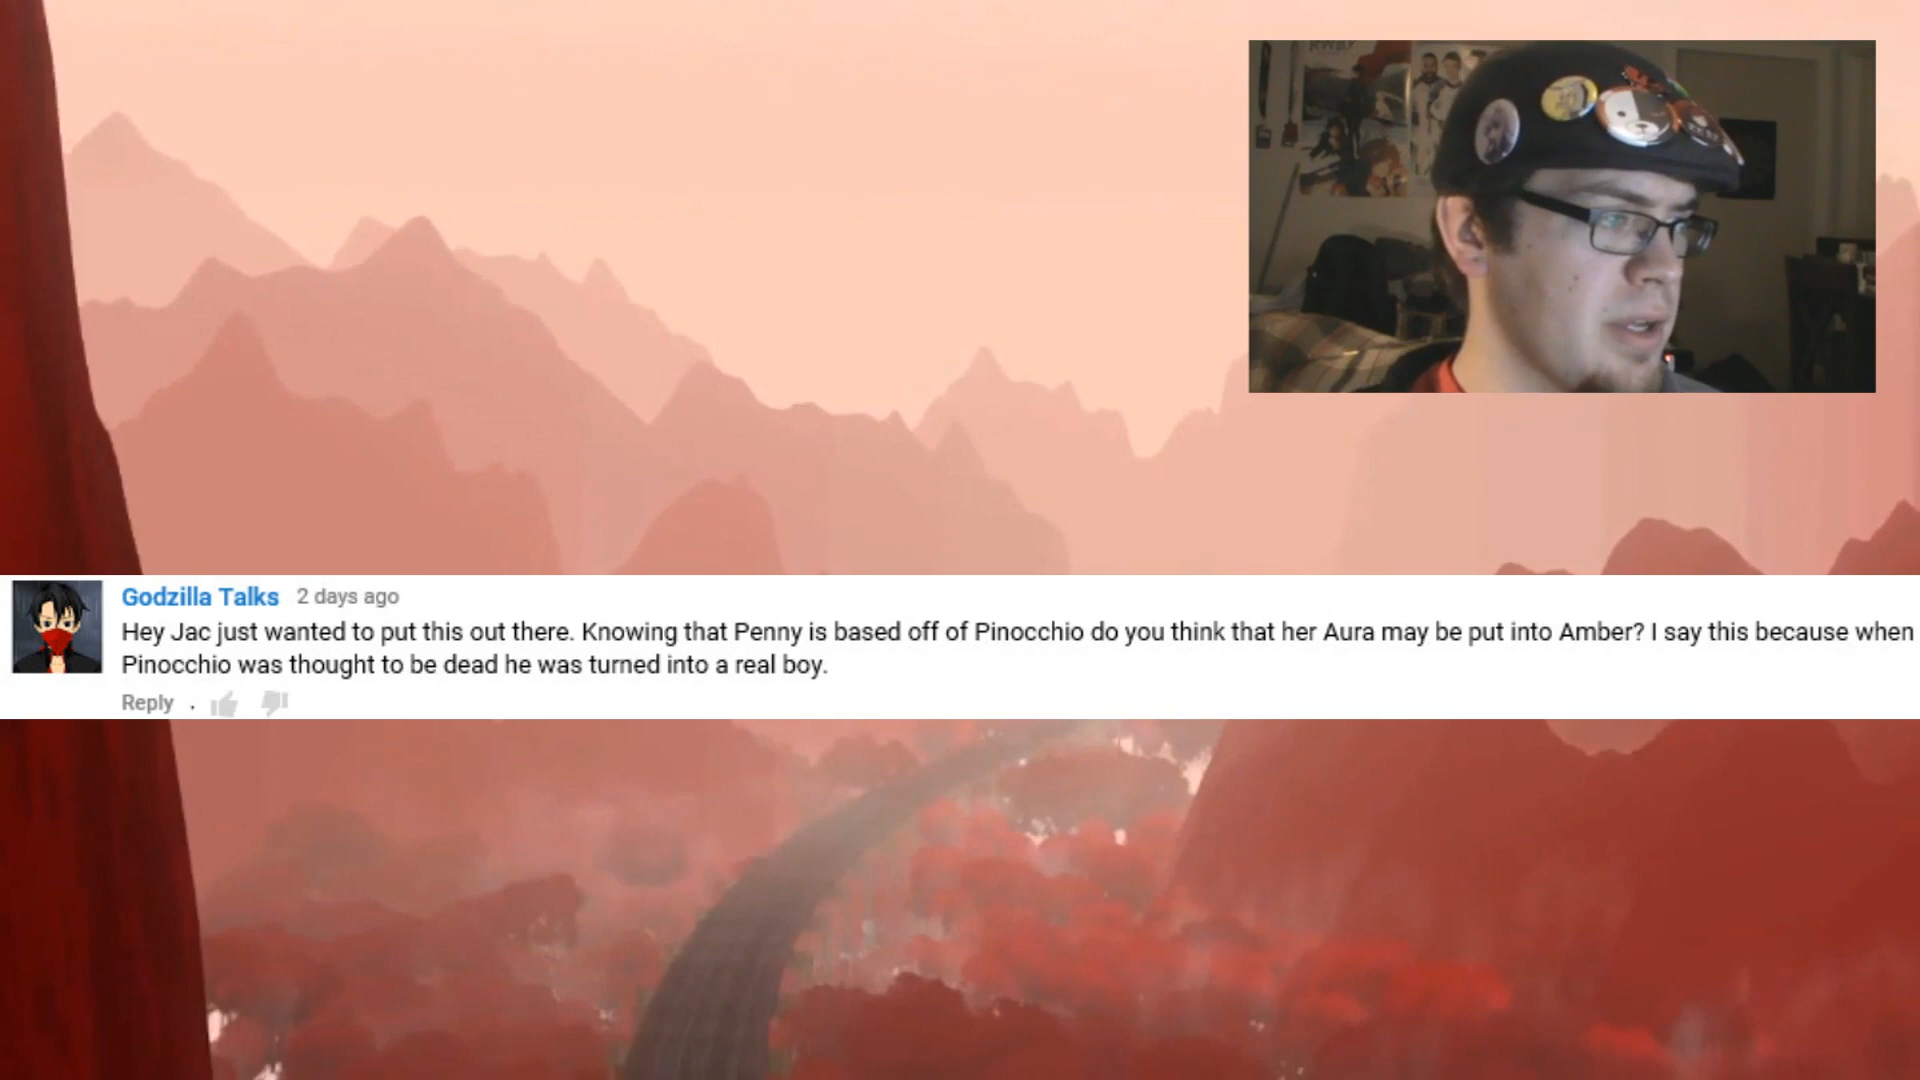 RWBY
Godzilla Talks 2 days ago
Hey Jac just wanted to put this out there. Knowing that Penny is based off of Pinocchio do you think that her Aura may be put into Amber? I say this because when
Pinocchio was thought to be dead he was turned into a real boy.
Reply .